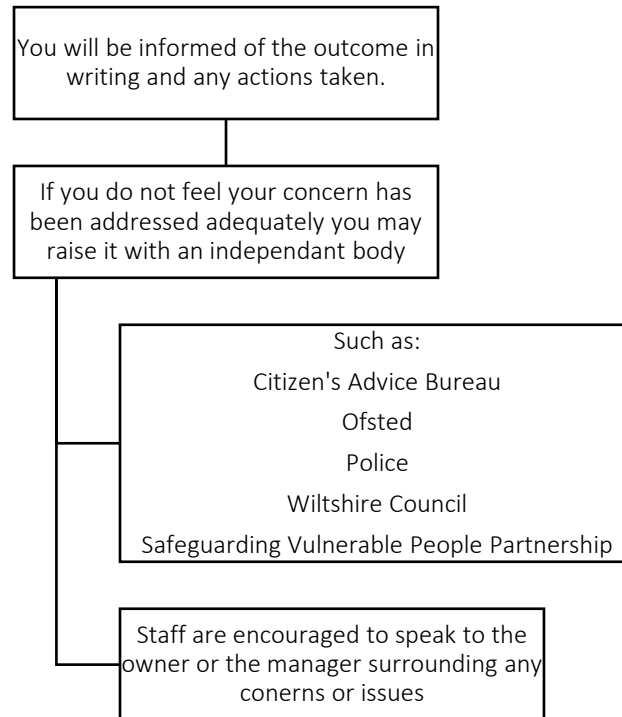 You will be informed of the outcome in
writing and any actions taken.
If you do not feel your concern has
been addressed adequately you may
raise it with an independant body
Such as:
Citizen's Advice Bureau
Ofsted
Police
Wiltshire Council
Safeguarding Vulnerable People Partnership
Staff are encouraged to speak to the
owner or the manager surrounding any
conerns or issues